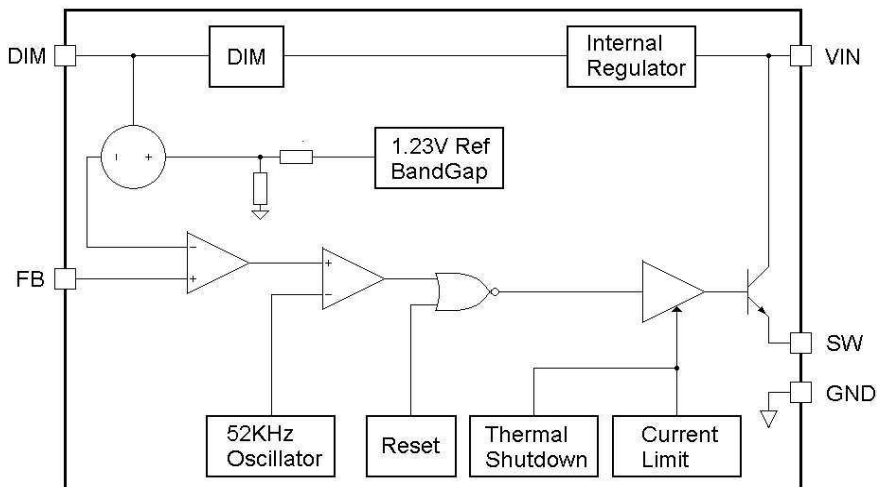 DIM
DIM
Internal
Regulator
VIN
- +
1.23V Ref
BandGap
-
+
FB
+
-
SW
GND
52KHz
Oscillator
Reset
Thermal
Shutdown
Current
Limit